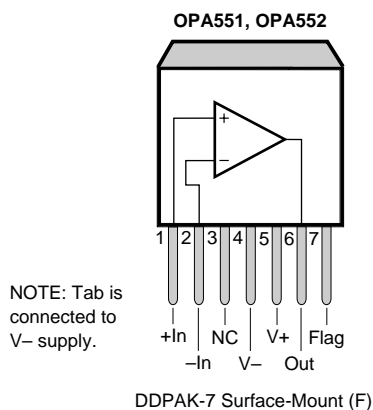 OPA551, OPA552
+
–
1 2 3 4 5 6 7
NOTE: Tab is
connected to
V– supply.
+In NC V+ Flag
–In V– Out
DDPAK-7 Surface-Mount (F)